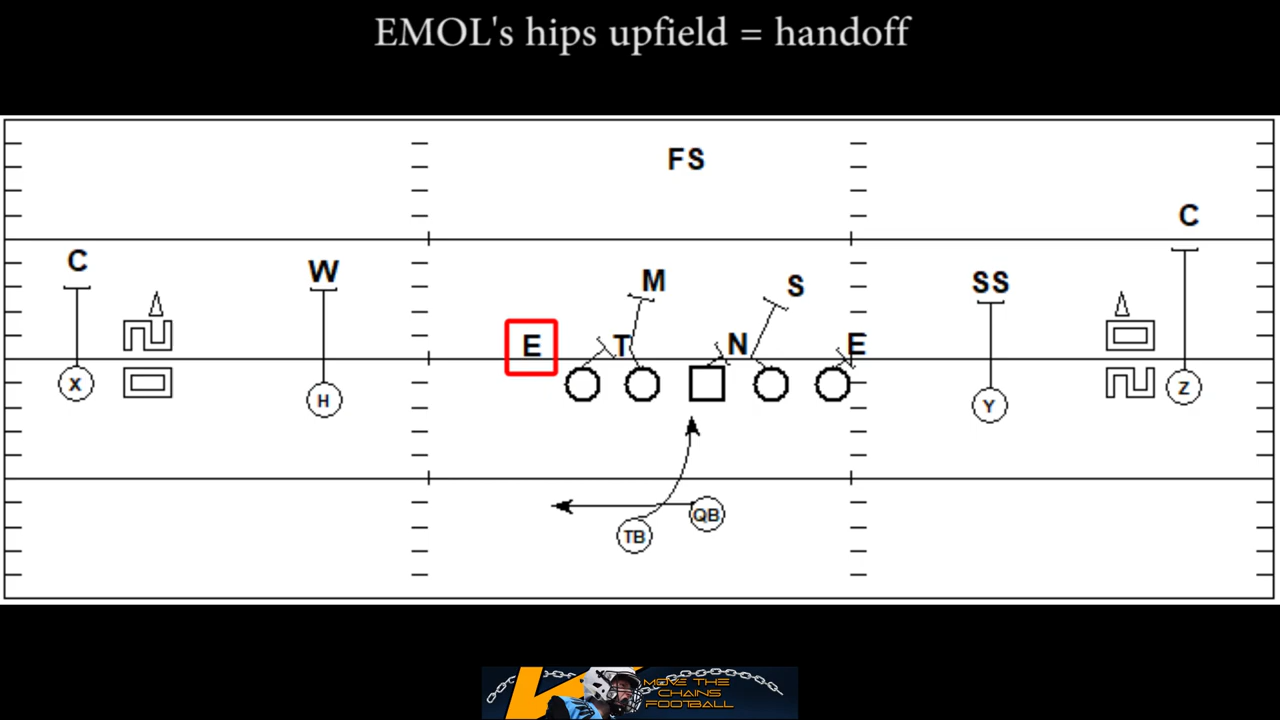 EMOL's hips upfield = handoff
FS
C
C
W
M
S
SS
E
T
N
E
X
H
Y
Z
TB
QB
MOVE THE
CHAINS
FOOTBALL